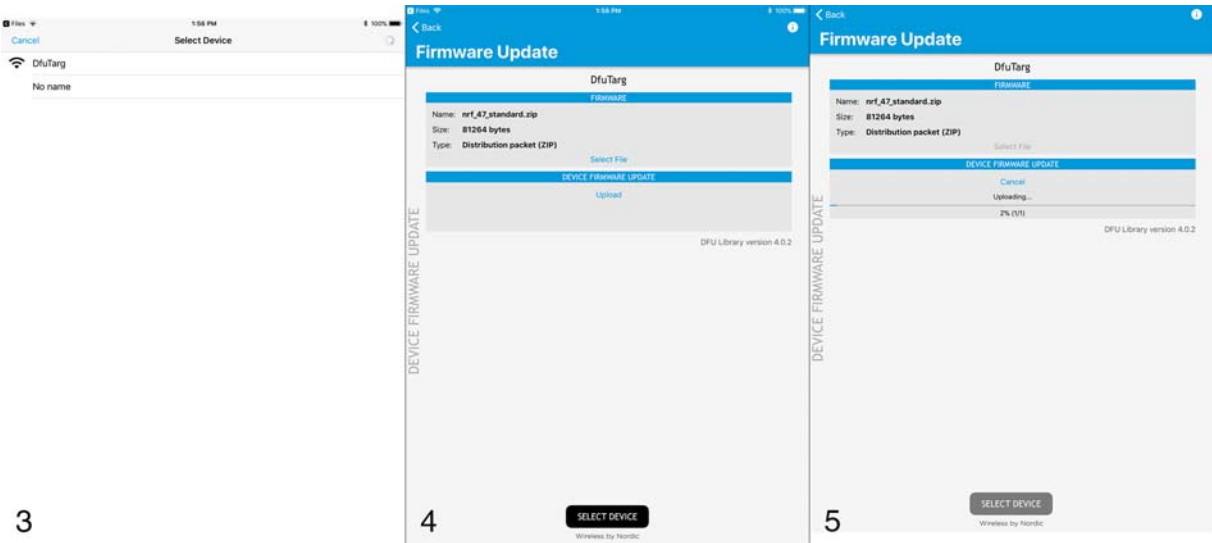 Files
1:56 PM
100%
Cancel
Select Device
DfuTarg
No name
3
Files
1:56 PM
100%
Back
Firmware Update
DfuTarg
FIRMWARE
Name: nrf_47_standard.zip
Size: 81264 bytes
Type: Distribution packet (ZIP)
Select File
DEVICE FIRMWARE UPDATE
Upload
DFU Library version 4.0.2
DEVICE FIRMWARE UPDATE
SELECT DEVICE
Wireless by Nordic
4
Back
Firmware Update
DfuTarg
FIRMWARE
Name: nrf_47_standard.zip
Size: 81264 bytes
Type: Distribution packet (ZIP)
Select File
DEVICE FIRMWARE UPDATE
Cancel
Uploading...
2% (1/1)
DFU Library version 4.0.2
DEVICE FIRMWARE UPDATE
SELECT DEVICE
Wireless by Nordic
5